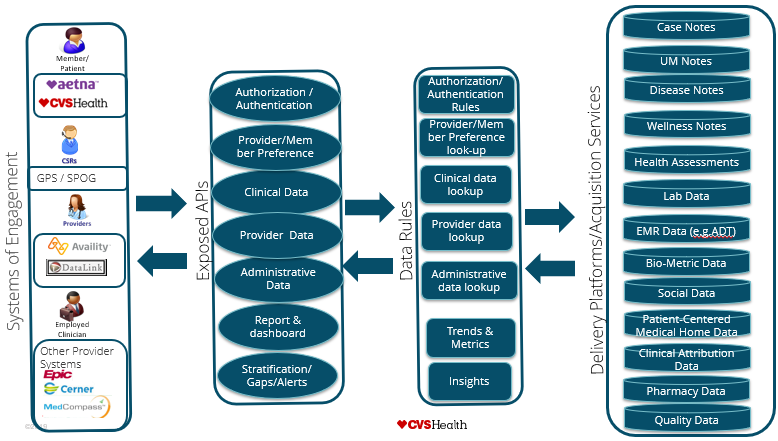 Systems of Engagement
Member/
Patient
aetna™
CVSHealth
CSRs
GPS / SPOG
Providers
Availity
DataLink
Employed
Clinician
Other Provider
Systems
Epic
Cerner
MedCompass
Exposed APIs
Authorization /
Authentication
Provider/Mem
ber Preference
Clinical Data
Provider Data
Administrative
Data
Report &
dashboard
Stratification/
Gaps/Alerts
Data Rules
Authorization/
Authentication
Rules
Provider/Mem
ber Preference
look-up
Clinical data
lookup
Provider data
lookup
Administrative
data lookup
Trends &
Metrics
Insights
CVSHealth
Delivery Platforms/Acquisition Services
Case Notes
UM Notes
Disease Notes
Wellness Notes
Health Assessments
Lab Data
EMR Data (e.g.ADT)
Bio-Metric Data
Social Data
Patient-Centered
Medical Home Data
Clinical Attribution
Data
Pharmacy Data
Quality Data